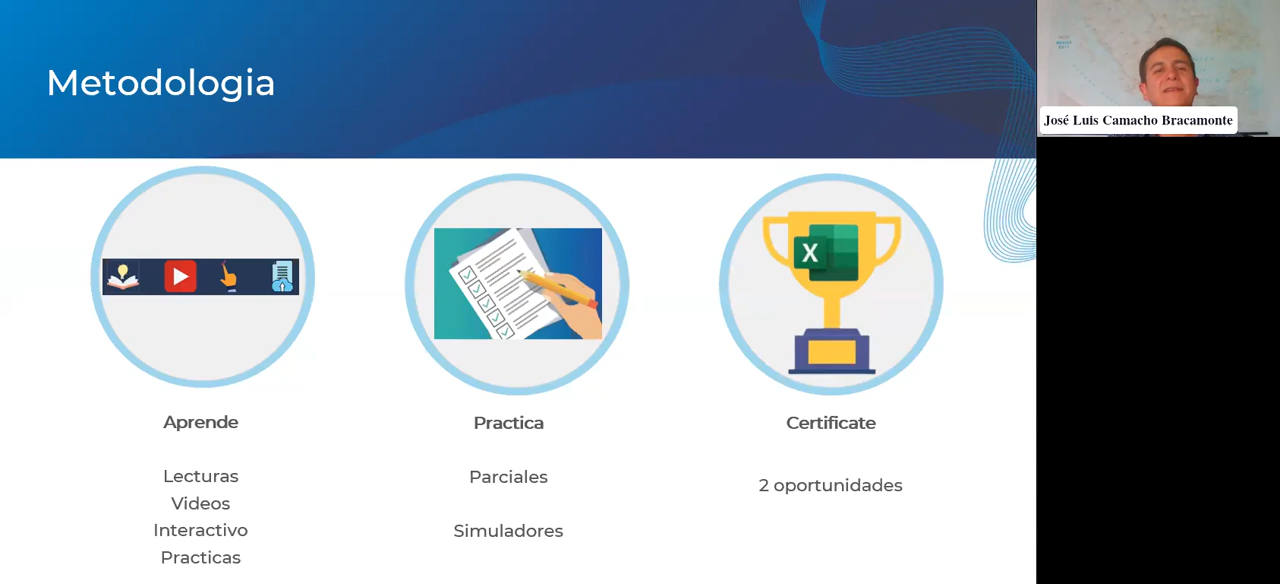 Metodologia
José Luis Camacho Bracamonte
X
Aprende
Lecturas
Videos
Interactivo
Practicas
Practica
Parciales
Simuladores
Certificate
2 oportunidades